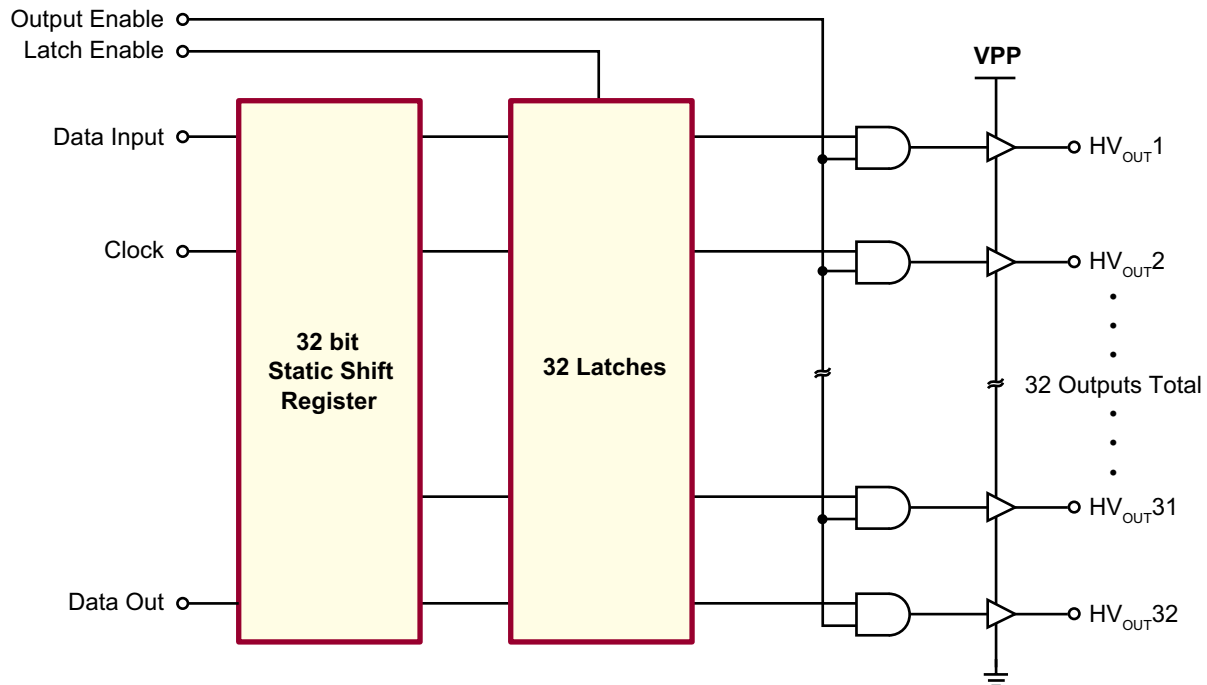 Output Enable
Latch Enable
VPP
Data Input
HVOUT1
Clock
HVOUT2
32 bit
Static Shift
Register
32 Latches
32 Outputs Total
HVOUT31
Data Out
HVOUT32